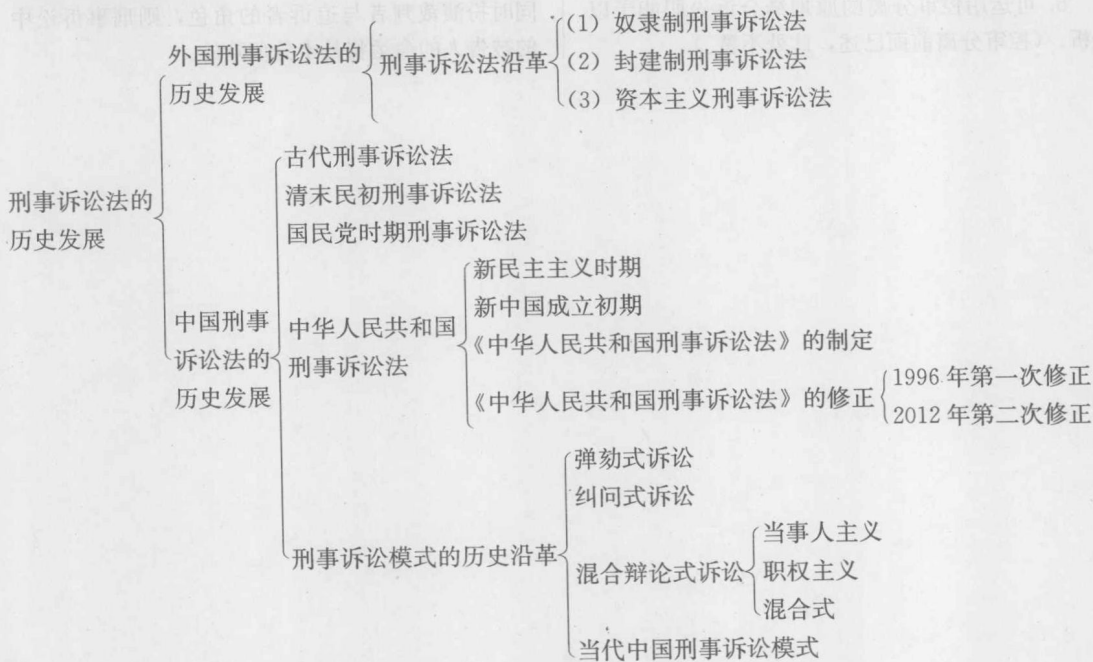 刑事诉讼法的
历史发展
外国刑事诉讼法的
历史发展
刑事诉讼法沿革
(1) 奴隶制刑事诉讼法
(2) 封建制刑事诉讼法
(3) 资本主义刑事诉讼法
中国刑事
诉讼法的
历史发展
古代刑事诉讼法
清末民初刑事诉讼法
国民党时期刑事诉讼法
中华人民共和国
刑事诉讼法
新民主主义时期
新中国成立初期
《中华人民共和国刑事诉讼法》的制定
《中华人民共和国刑事诉讼法》的修正
1996年第一次修正
2012年第二次修正
刑事诉讼模式的历史沿革
弹劾式诉讼
纠问式诉讼
混合辩论式诉讼
当事人主义
职权主义
混合式
当代中国刑事诉讼模式